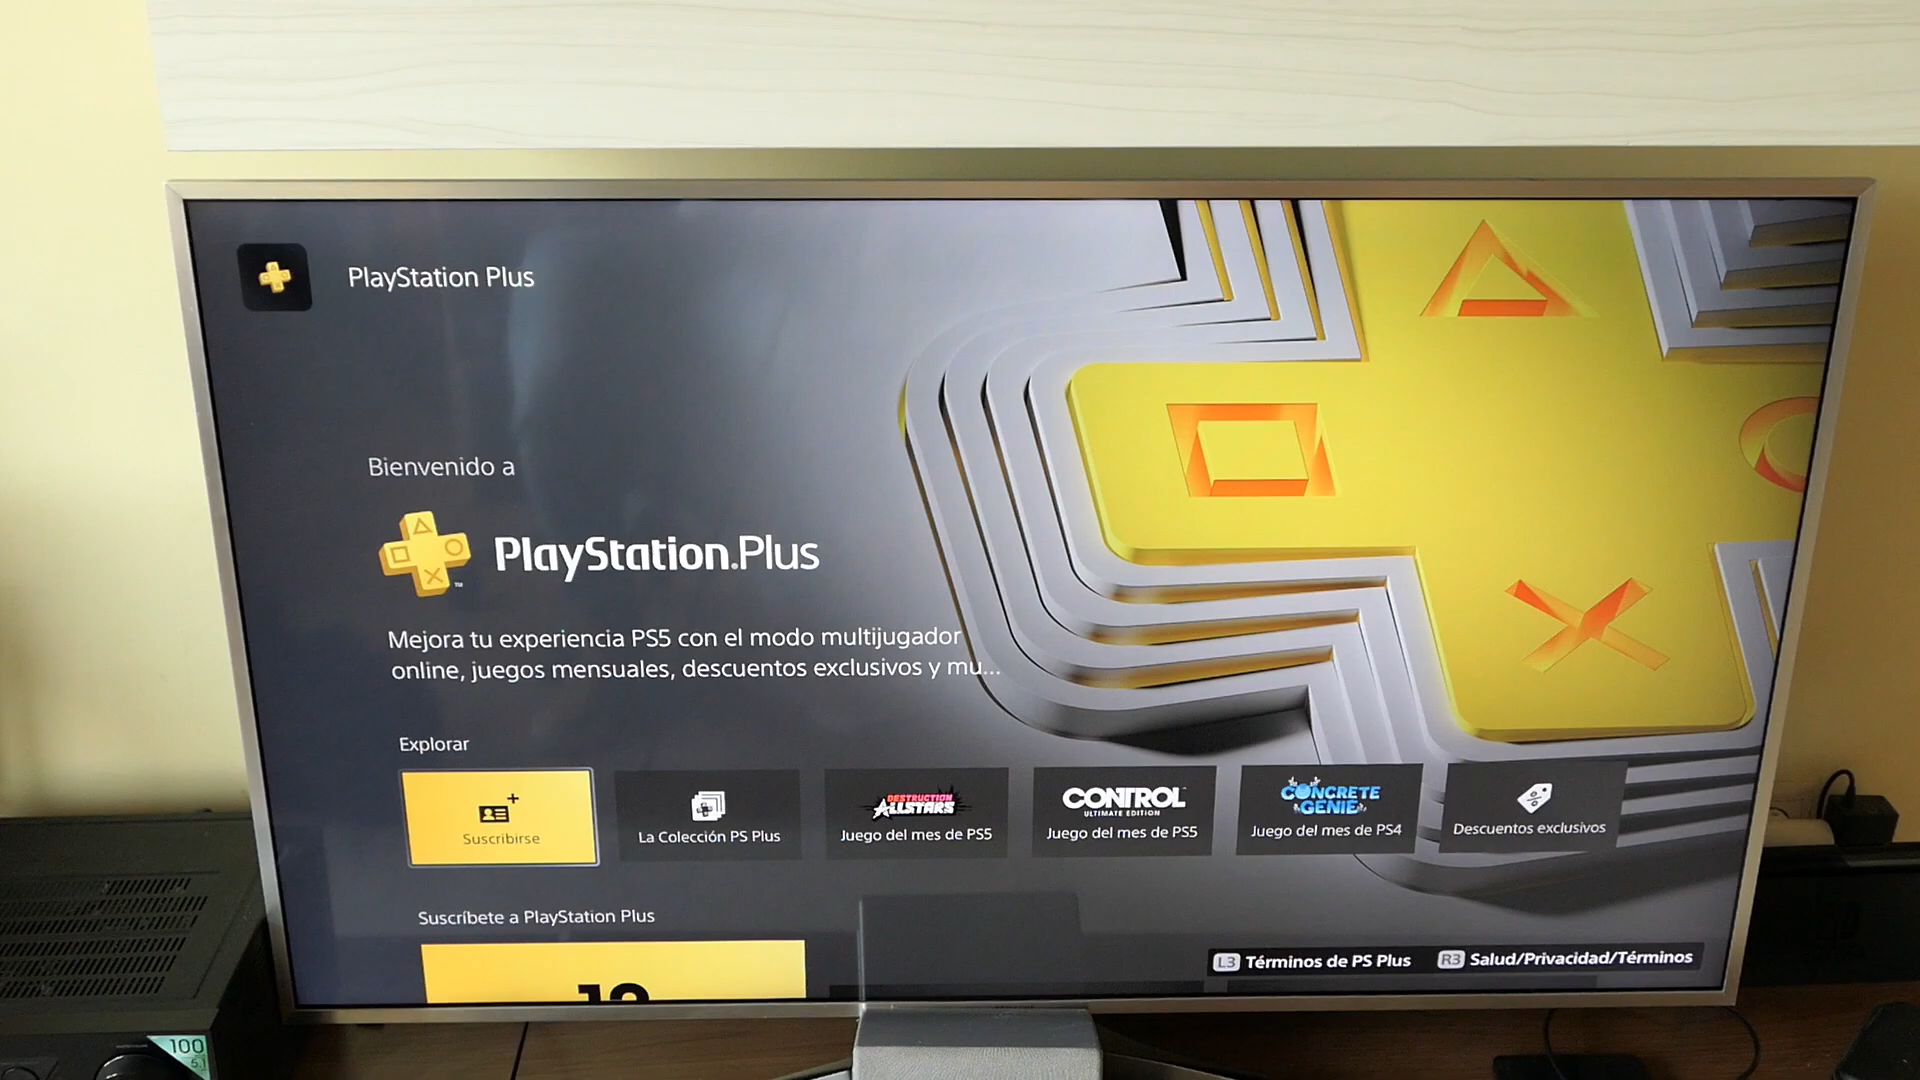 PlayStation Plus
Bienvenido a
PlayStation.Plus
™
Mejora tu experiencia PS5 con el modo multijugador
online, juegos mensuales, descuentos exclusivos y mu...
Explorar
Suscribirse
La Colección PS Plus
DESTRUCTION
ALLSTARS
Juego del mes de PS5
CONTROL
ULTIMATE EDITION
Juego del mes de PS5
CONCRETE
GENIE
Juego del mes de PS4
Descuentos exclusivos
Suscríbete a PlayStation Plus
L3 Términos de PS Plus
R3 Salud/Privacidad/Términos
100
5.1